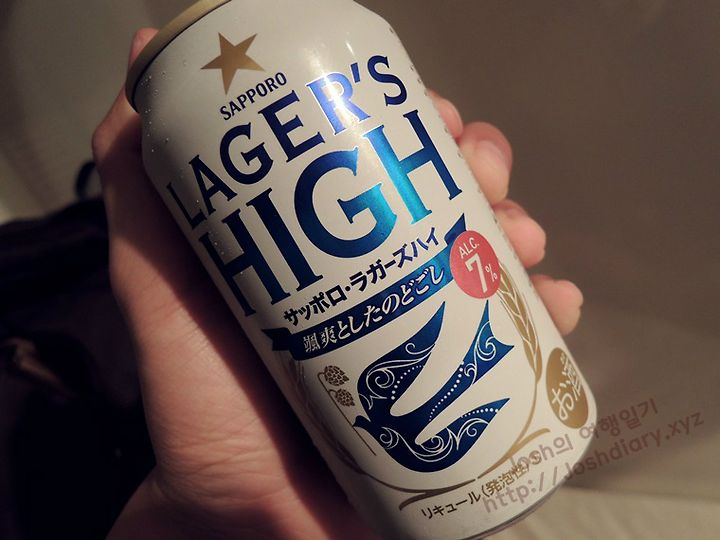 SAPPORO
LAGER'S
HIGH
サッポロ・ラガーズハイ
颯爽としたのどごし
ALC.
7%
お酒
リキュール(発泡性)①
Josh의 여행일기
http://Joshdiary.xyz